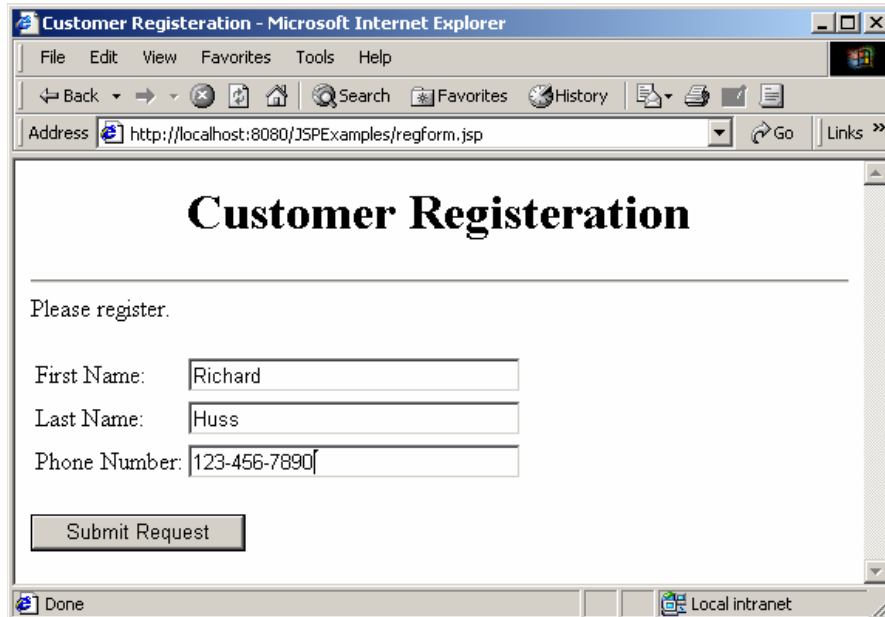 Customer Registeration - Microsoft Internet Explorer
File Edit View Favorites Tools Help
Back Search Favorites History
Address http://localhost:8080/JSPExamples/regform.jsp Go Links »
Customer Registeration
Please register.
First Name: Richard
Last Name: Huss
Phone Number: 123-456-7890
Submit Request
Done Local intranet